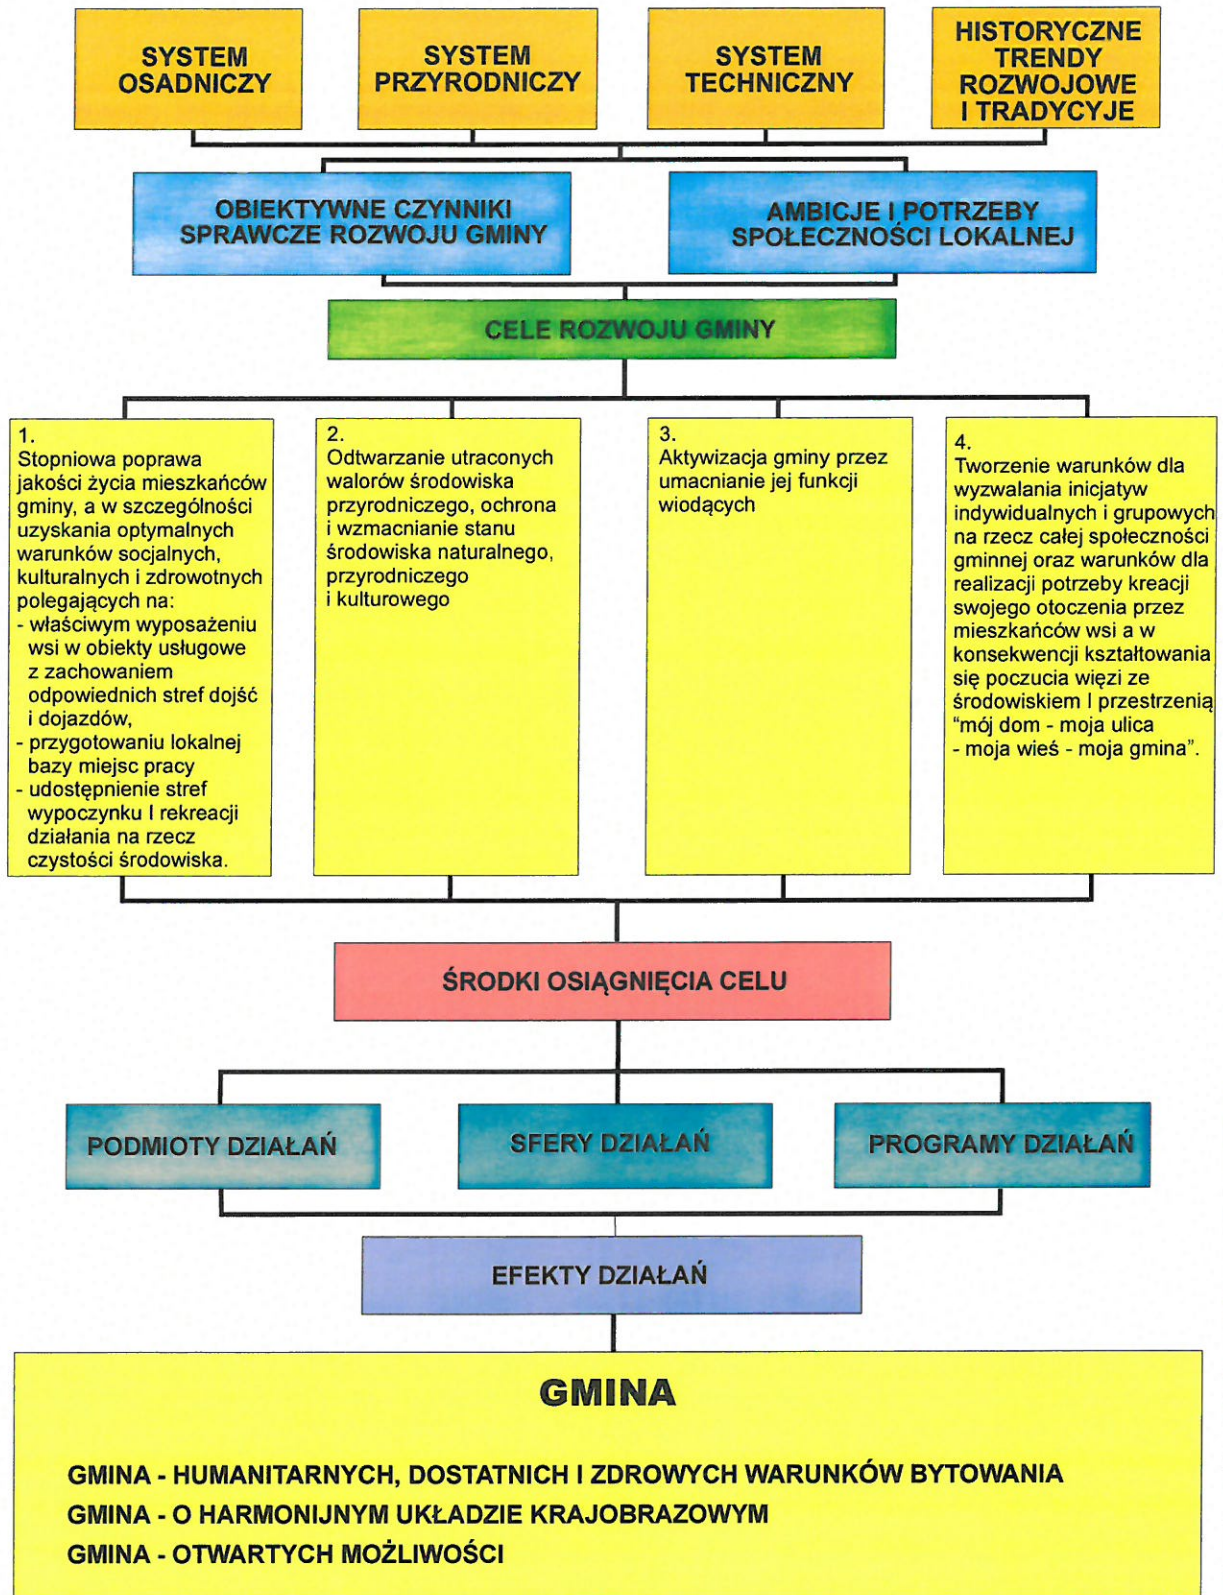 SYSTEM
OSADNICZY
SYSTEM
PRZYRODNICZY
SYSTEM
TECHNICZNY
HISTORYCZNE
TRENDY
ROZWOJOWE
I TRADYCYJE
OBIEKTYWNE CZYNNIKI
SPRAWCZE ROZWOJU GMINY
AMBICJE I POTRZEBY
SPOŁECZNOŚCI LOKALNEJ
CELE ROZWOJU GMINY
1.
Stopniowa poprawa
jakości życia mieszkańców
gminy, a w szczególności
uzyskania optymalnych
warunków socjalnych,
kulturalnych i zdrowotnych
polegających na:
- właściwym wyposażeniu
wsi w obiekty usługowe
z zachowaniem
odpowiednich stref dojść
i dojazdów,
- przygotowaniu lokalnej
bazy miejsc pracy
- udostępnienie stref
wypoczynku I rekreacji
działania na rzecz
czystości środowiska.
2.
Odtwarzanie utraconych
walorów środowiska
przyrodniczego, ochrona
i wzmacnianie stanu
środowiska naturalnego,
przyrodniczego
i kulturowego
3.
Aktywizacja gminy przez
umacnianie jej funkcji
wiodących
4.
Tworzenie warunków dla
wyzwalania inicjatyw
indywidualnych i grupowych
na rzecz całej społeczności
gminnej oraz warunków dla
realizacji potrzeby kreacji
swojego otoczenia przez
mieszkańców wsi a w
konsekwencji kształtowania
się poczucia więzi ze
środowiskiem I przestrzenią
“mój dom - moja ulica
- moja wieś - moja gmina”.
ŚRODKI OSIĄGNIĘCIA CELU
PODMIOTY DZIAŁAŃ
SFERY DZIAŁAŃ
PROGRAMY DZIAŁAŃ
EFEKTY DZIAŁAŃ
GMINA
GMINA - HUMANITARNYCH, DOSTATNICH I ZDROWYCH WARUNKÓW BYTOWANIA
GMINA - O HARMONIJNYM UKŁADZIE KRAJOBRAZOWYM
GMINA - OTWARTYCH MOŻLIWOŚCI